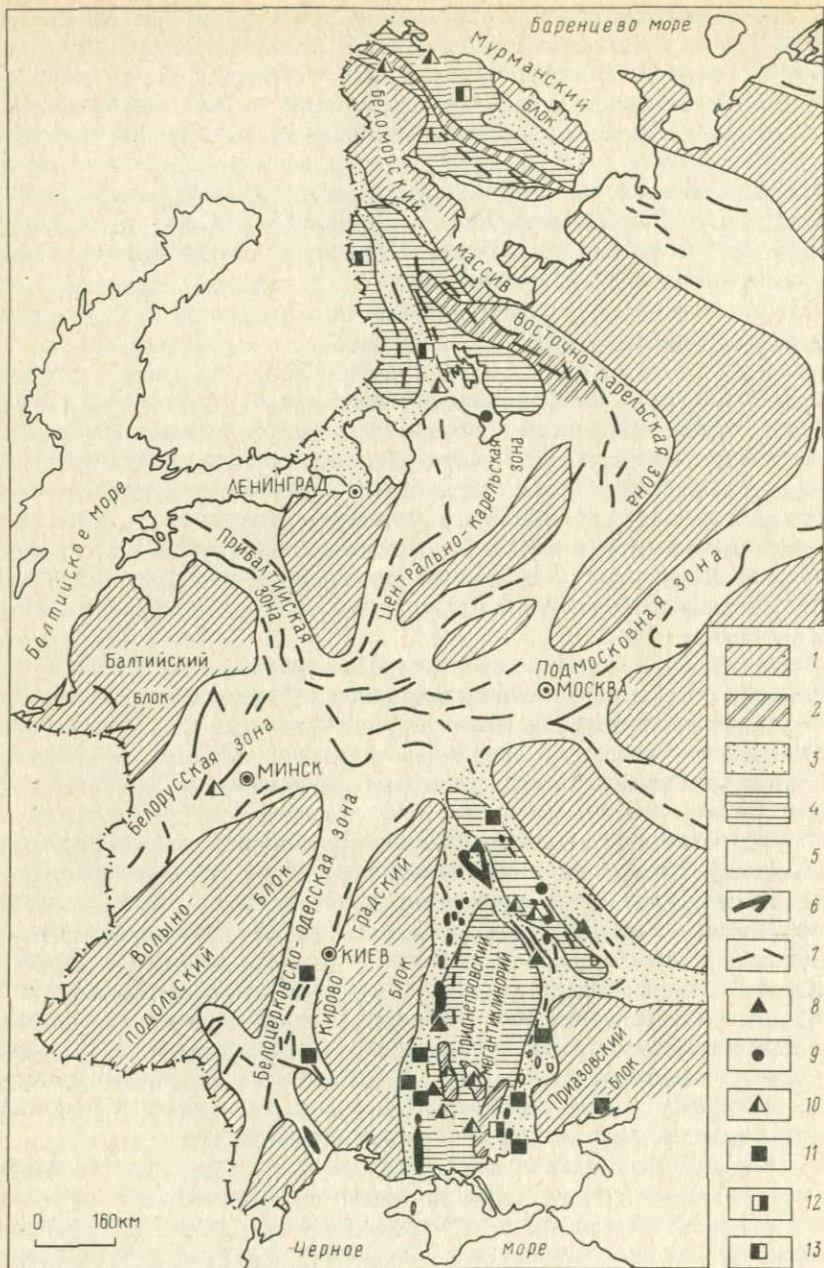 Баренцево море
Мурманский
блок
Беломорский
массив
Восточно-карельская зона
Центрально-карельская
зона
ЛЕНИНГРАД
Балтийское море
Прибалтийская
зона
Подмосковная зона
МОСКВА
Балтийский
блок
Белорусская зона
МИНСК
Волыно-
подольский
блок
Белоцерковско-одесская зона
КИЕВ
Кирово
градский
блок
Приднепровский
мегантиклинорий
Приазовский
блок
0 160км
Черное море
1
2
3
4
5
6
7
8
9
10
11
12
13